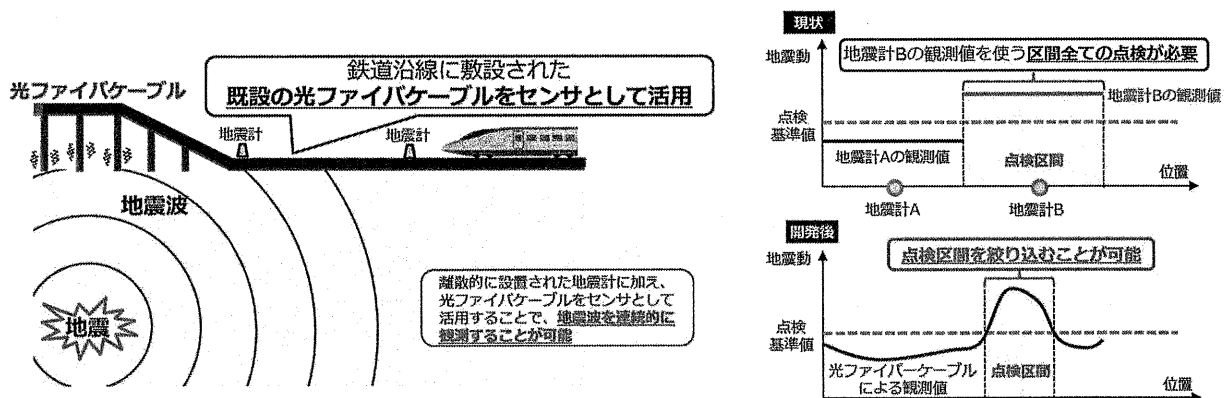 鉄道沿線に敷設された
既設の光ファイバケーブルをセンサとして活用
光ファイバケーブル
地震計
地震計
地震波
地震
離散的に設置された地震計に加え、
光ファイバケーブルをセンサとして
活用することで、地震波を連続的に
観測することが可能
現状
地震動
地震計Bの観測値を使う区間全ての点検が必要
地震計Bの観測値
点検
基準値
地震計Aの観測値
点検区間
位置
地震計A
地震計B
開発後
地震動
点検区間を絞り込むことが可能
点検
基準値
光ファイバーケーブル
による観測値
点検区間
位置